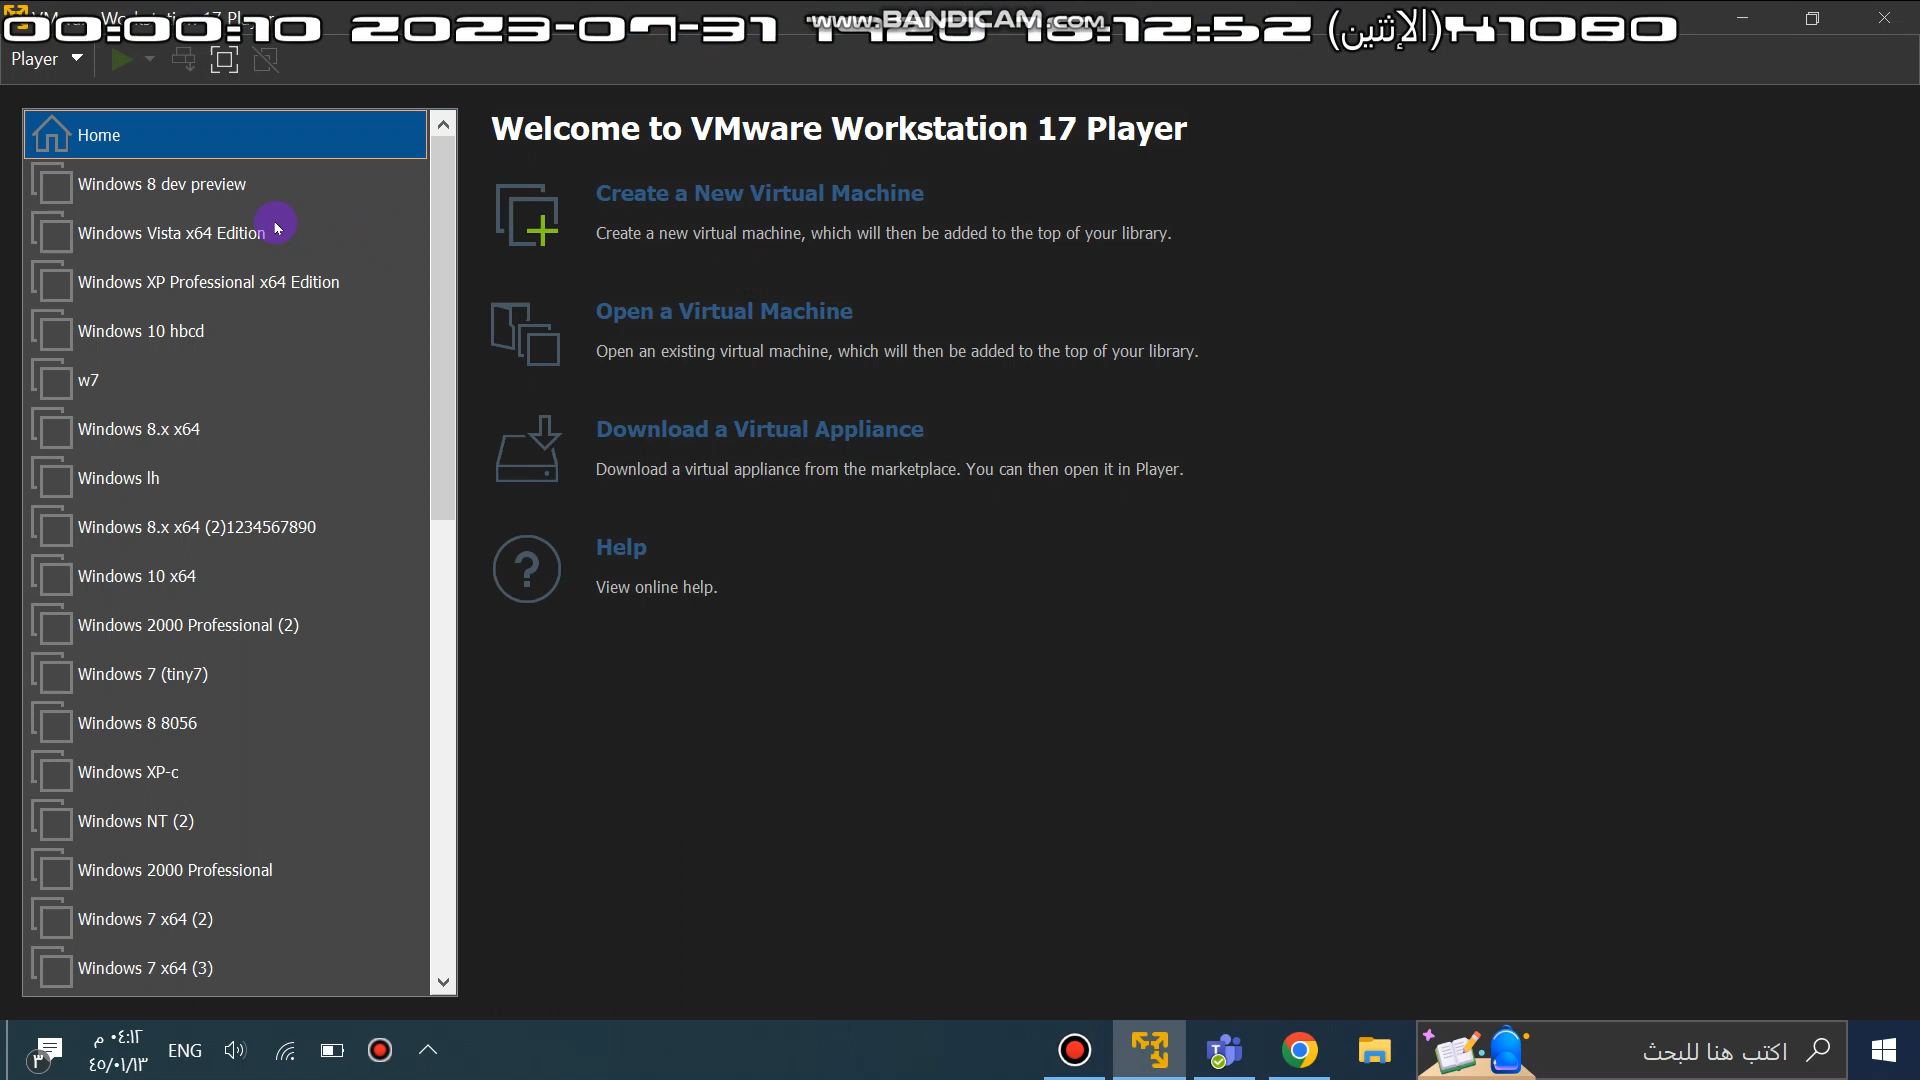 00:00:10 2023-07-31 1920x1080 (الإثنين) 16:12:52
www.BANDICAM.com
Player
Home
Windows 8 dev preview
Windows Vista x64 Edition
Windows XP Professional x64 Edition
Windows 10 hbcd
w7
Windows 8.x x64
Windows lh
Windows 8.x x64 (2)1234567890
Windows 10 x64
Windows 2000 Professional (2)
Windows 7 (tiny7)
Windows 8 8056
Windows XP-c
Windows NT (2)
Windows 2000 Professional
Windows 7 x64 (2)
Windows 7 x64 (3)
Welcome to VMware Workstation 17 Player
Create a New Virtual Machine
Create a new virtual machine, which will then be added to the top of your library.
Open a Virtual Machine
Open an existing virtual machine, which will then be added to the top of your library.
Download a Virtual Appliance
Download a virtual appliance from the marketplace. You can then open it in Player.
Help
View online help.
٣
٠٤:١٢ م
٤٥/٠١/١٣
ENG
اكتب هنا للبحث